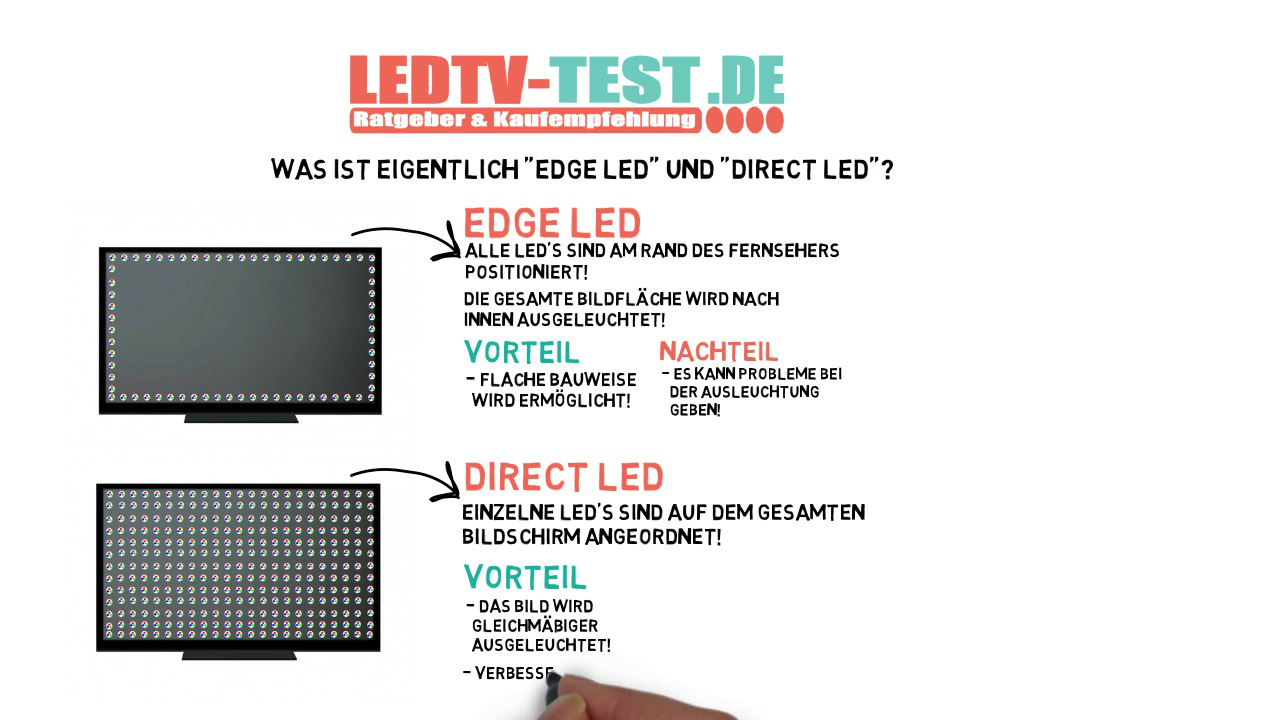 LEDTV-TEST.DE
Ratgeber & Kaufempfehlung
WAS IST EIGENTLICH "EDGE LED" UND "DIRECT LED"?
EDGE LED
ALLE LED'S SIND AM RAND DES FERNSEHERS
POSITIONIERT!
DIE GESAMTE BILDFLÄCHE WIRD NACH
INNEN AUSGELEUCHTET!
VORTEIL
- FLACHE BAUWEISE
WIRD ERMÖGLICHT!
NACHTEIL
- ES KANN PROBLEME BEI
DER AUSLEUCHTUNG
GEBEN!
DIRECT LED
EINZELNE LED'S SIND AUF DEM GESAMTEN
BILDSCHIRM ANGEORDNET!
VORTEIL
- DAS BILD WIRD
GLEICHMÄBIGER
AUSGELEUCHTET!
- VERBESSE